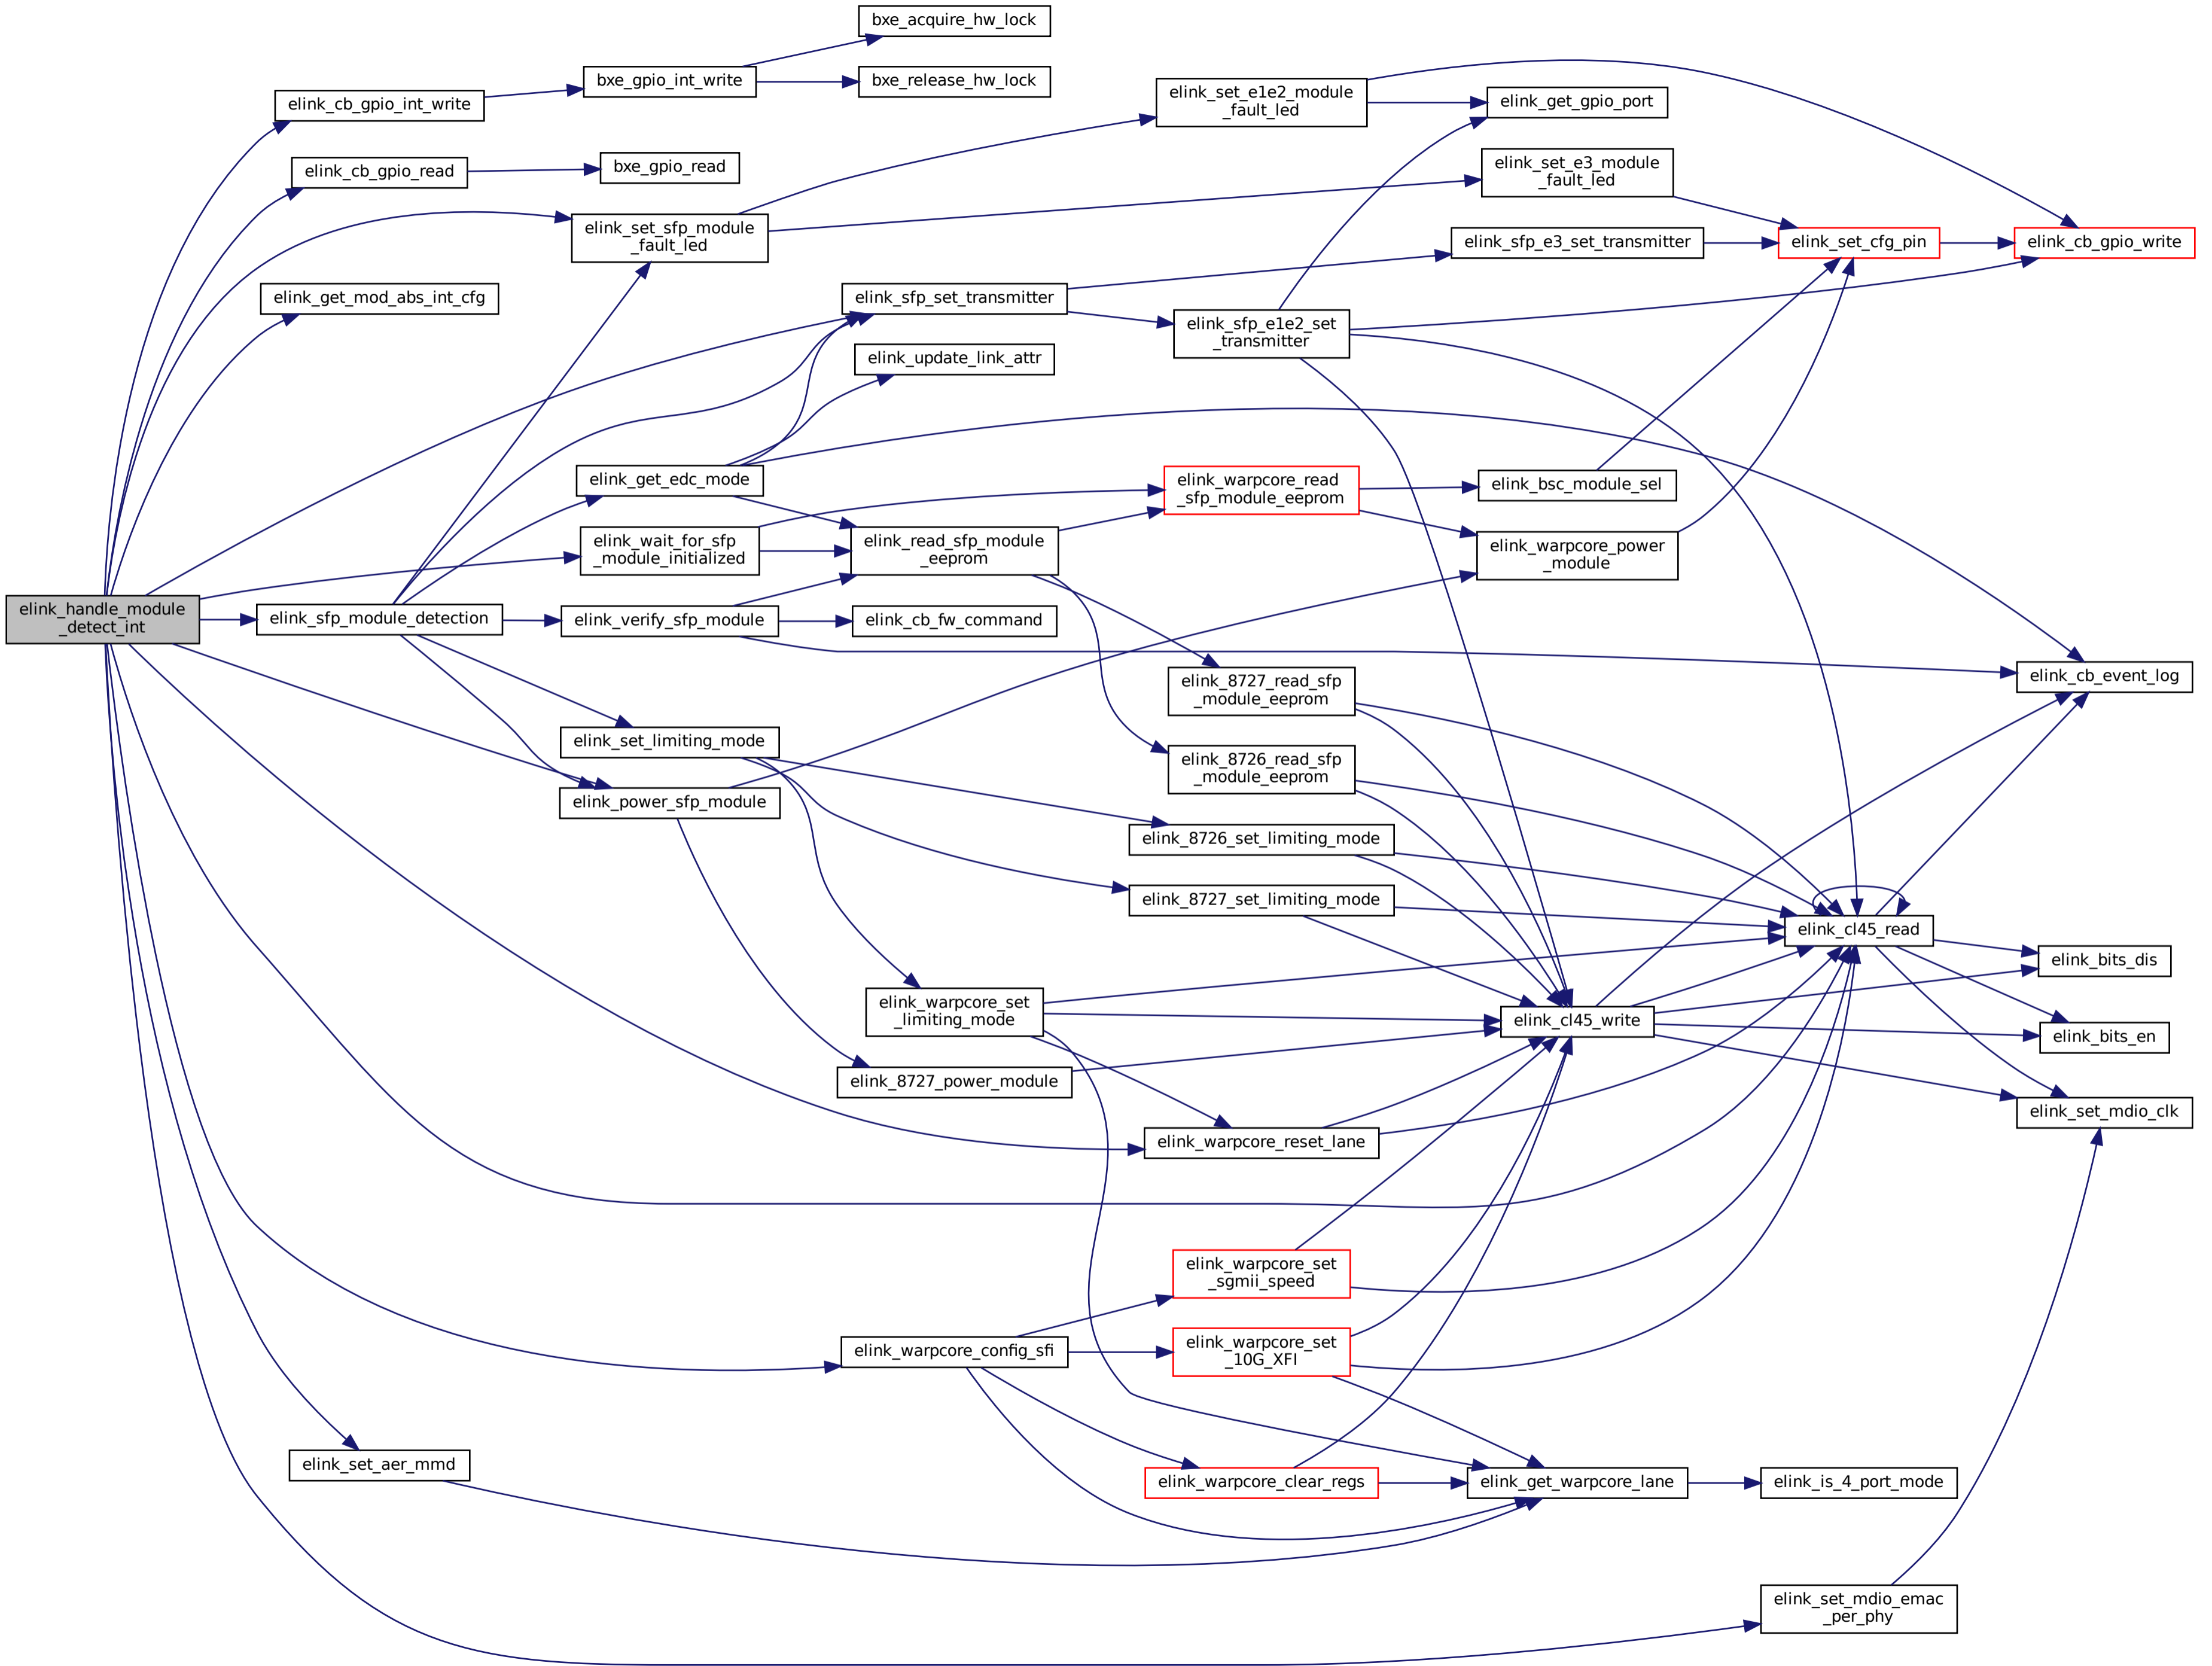 bxe_acquire_hw_lock
bxe_gpio_int_write
bxe_release_hw_lock
elink_cb_gpio_int_write
elink_set_e1e2_module
_fault_led
elink_get_gpio_port
elink_cb_gpio_read
bxe_gpio_read
elink_set_e3_module
_fault_led
elink_set_sfp_module
_fault_led
elink_sfp_e3_set_transmitter
elink_set_cfg_pin
elink_cb_gpio_write
elink_get_mod_abs_int_cfg
elink_sfp_set_transmitter
elink_sfp_e1e2_set
_transmitter
elink_update_link_attr
elink_get_edc_mode
elink_warpcore_read
_sfp_module_eeprom
elink_bsc_module_sel
elink_wait_for_sfp
_module_initialized
elink_read_sfp_module
_eeprom
elink_warpcore_power
_module
elink_handle_module
_detect_int
elink_sfp_module_detection
elink_verify_sfp_module
elink_cb_fw_command
elink_8727_read_sfp
_module_eeprom
elink_cb_event_log
elink_set_limiting_mode
elink_8726_read_sfp
_module_eeprom
elink_power_sfp_module
elink_8726_set_limiting_mode
elink_8727_set_limiting_mode
elink_cl45_read
elink_bits_dis
elink_warpcore_set
_limiting_mode
elink_cl45_write
elink_bits_en
elink_8727_power_module
elink_set_mdio_clk
elink_warpcore_reset_lane
elink_warpcore_set
_sgmii_speed
elink_warpcore_config_sfi
elink_warpcore_set
_10G_XFI
elink_set_aer_mmd
elink_warpcore_clear_regs
elink_get_warpcore_lane
elink_is_4_port_mode
elink_set_mdio_emac
_per_phy